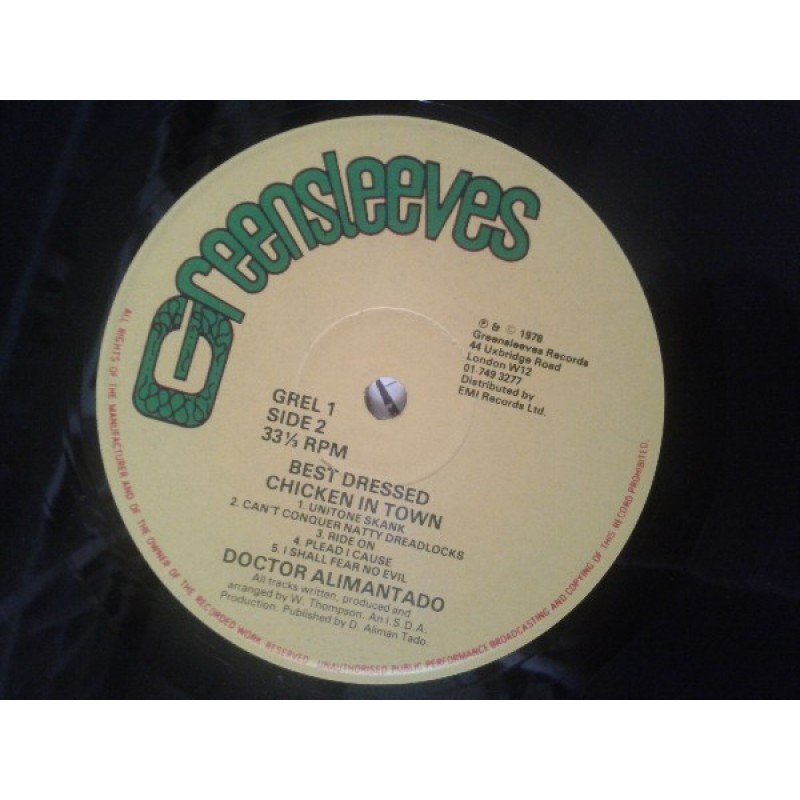 Greensleeves
℗ & © 1978
Greensleeves Records
44 Uxbridge Road
London W12
01-749 3277
Distributed by
EMI Records Ltd.
GREL 1
SIDE 2
33⅓ RPM
BEST DRESSED
CHICKEN IN TOWN
1. UNITONE SKANK
2. CAN'T CONQUER NATTY DREADLOCKS
3. RIDE ON
4. PLEAD I CAUSE
5. I SHALL FEAR NO EVIL
DOCTOR ALIMANTADO
All tracks written, produced and
arranged by W. Thompson. An I.S.D.A.
Production. Published by D. Aliman Tado.
ALL RIGHTS OF THE MANUFACTURER AND OF THE OWNER OF THE RECORDED WORK RESERVED. UNAUTHORISED PUBLIC PERFORMANCE BROADCASTING AND COPYING OF THIS RECORD PROHIBITED.